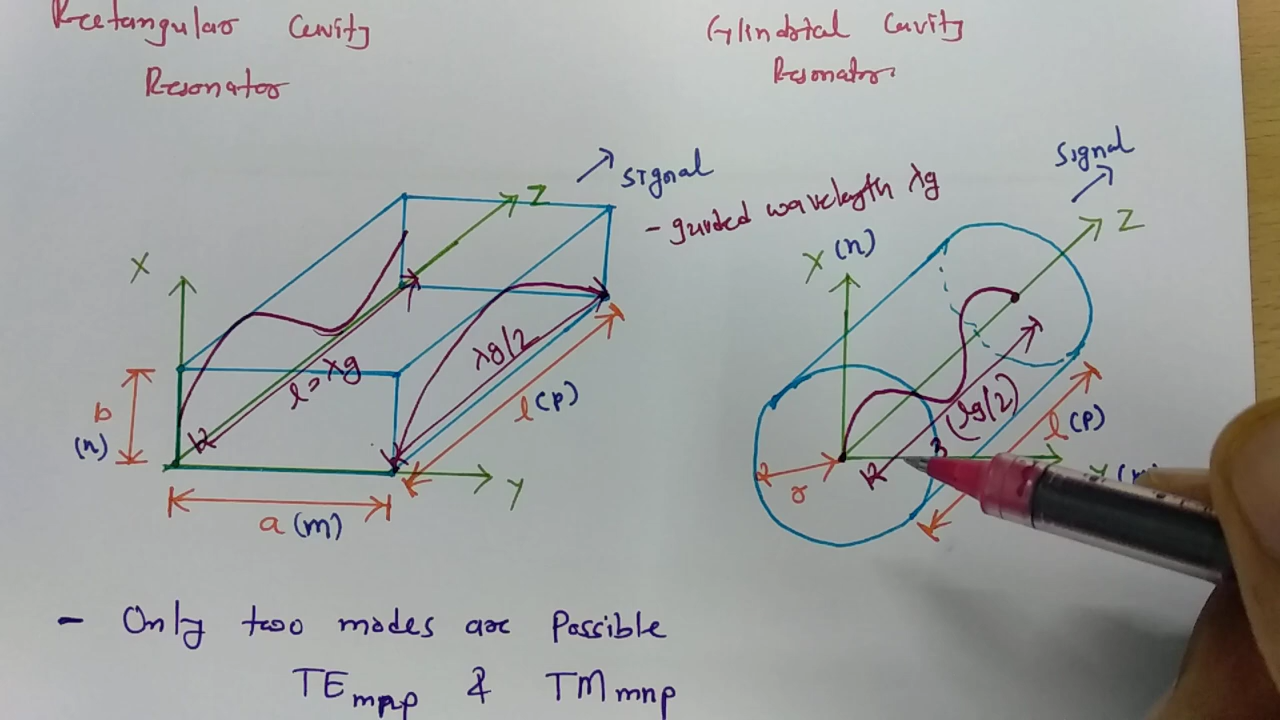 Rectangular Cavity
Resonator
Cylindrical Cavity
Resonator
Signal
- guided wavelength λg
Z
X
b
(n)
l = λg
λg/2
l(p)
Y
a(m)
Signal
Z
X (n)
3(λg/2)
l(p)
r
Y
- Only two modes are Possible
TEmnp & TMmnp